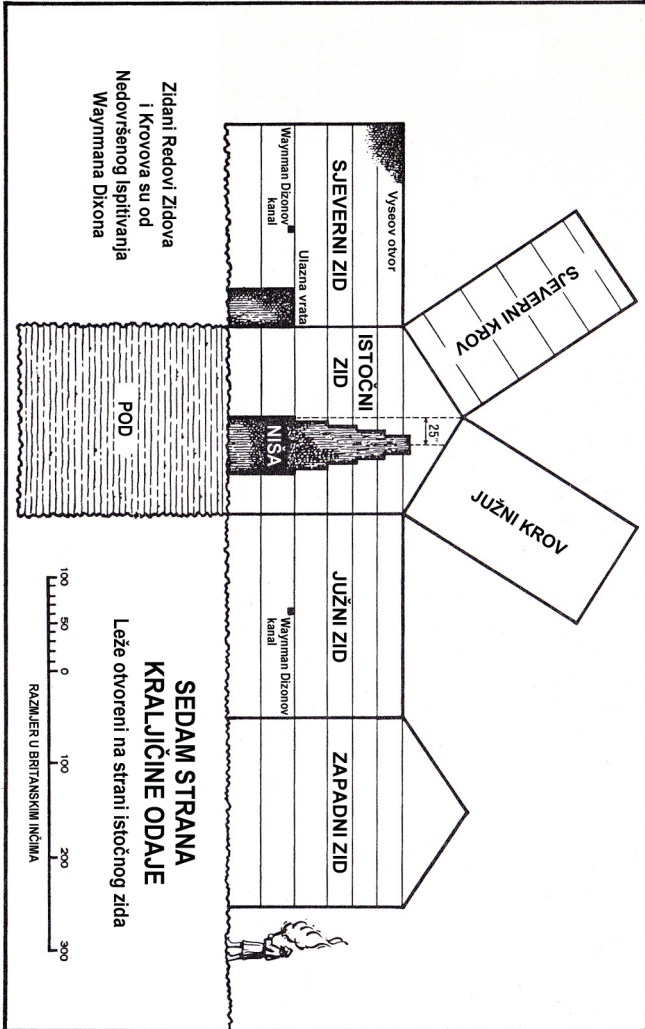 Zidani Redovi Zidova
i Krovova su od
Nedovršenog Ispitivanja
Waynmana Dixona
SJEVERNI KROV
JUŽNI KROV
Vyseov otvor
SJEVERNI ZID
Waynman Dizonov
kanal
Ulazna vrata
ISTOČNI
ZID
25"
NIŠA
POD
JUŽNI ZID
Waynman Dizonov
kanal
ZAPADNI ZID
SEDAM STRANA
KRALJIČINE ODAJE
Leže otvoreni na strani istočnog zida
100 50 0 100 200 300
RAZMJER U BRITANSKIM INČIMA